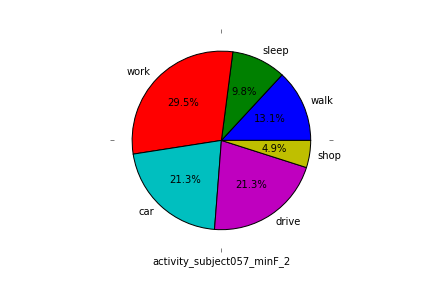 sleep
work
walk
9.8%
29.5%
13.1%
4.9%
shop
21.3%
21.3%
car
drive
activity_subject057_minF_2